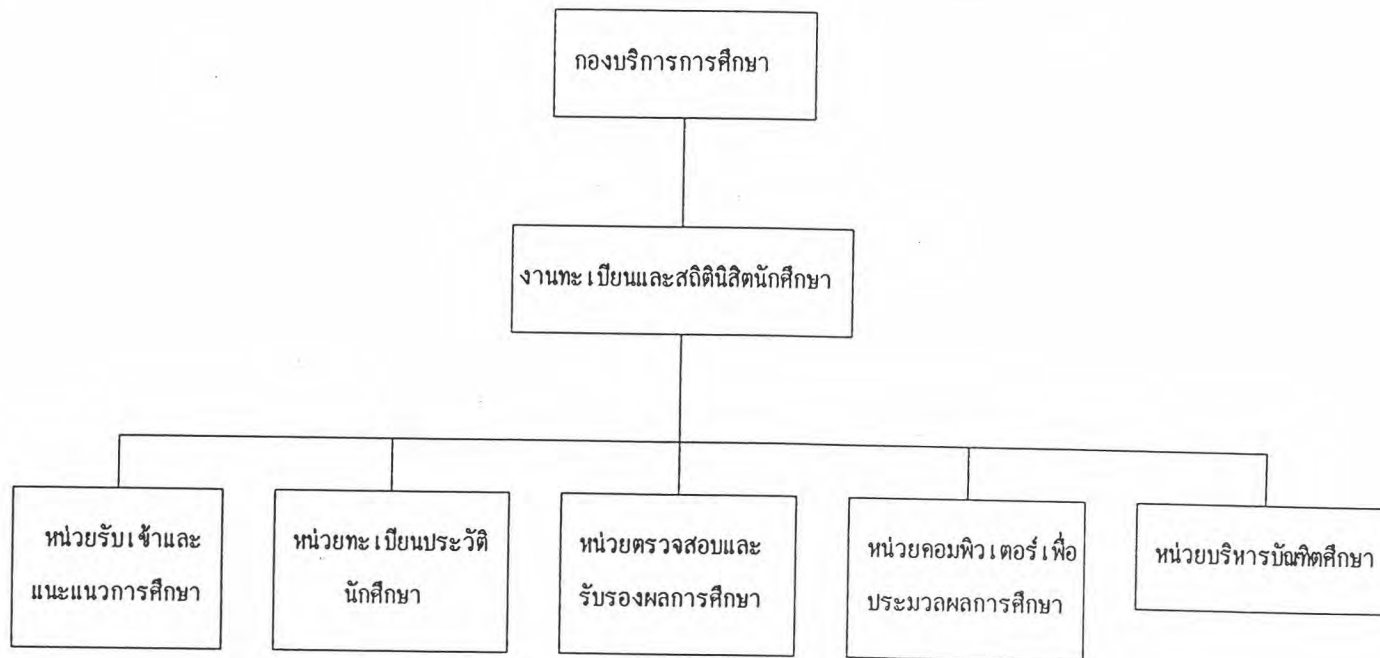 กองบริการการศึกษา
งานทะเบียนและสถิตินิสิตนักศึกษา
หน่วยรับเข้าและ
แนะแนวการศึกษา
หน่วยทะเบียนประวัติ
นักศึกษา
หน่วยตรวจสอบและ
รับรองผลการศึกษา
หน่วยคอมพิวเตอร์เพื่อ
ประมวลผลการศึกษา
หน่วยบริหารบัณฑิตศึกษา